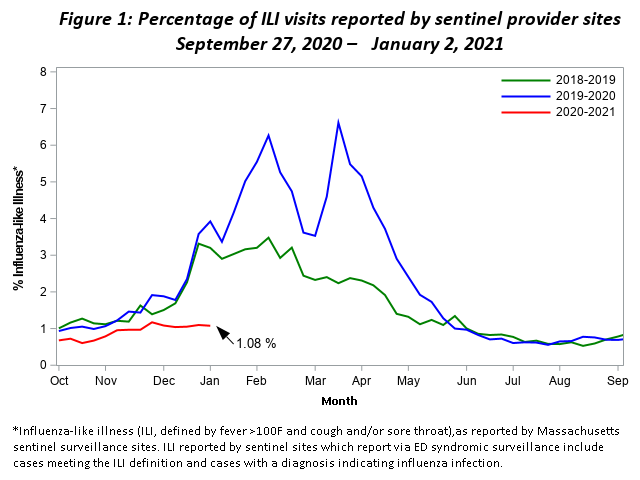 Figure 1: Percentage of ILI visits reported by sentinel provider sites
September 27, 2020 – January 2, 2021
8
7
6
5
4
3
2
1
0
% Influenza-like Illness*
2018-2019
2019-2020
2020-2021
1.08 %
Oct Nov Dec Jan Feb Mar Apr May Jun Jul Aug Sep
Month
*Influenza-like illness (ILI, defined by fever >100F and cough and/or sore throat),as reported by Massachusetts
sentinel surveillance sites. ILI reported by sentinel sites which report via ED syndromic surveillance include
cases meeting the ILI definition and cases with a diagnosis indicating influenza infection.